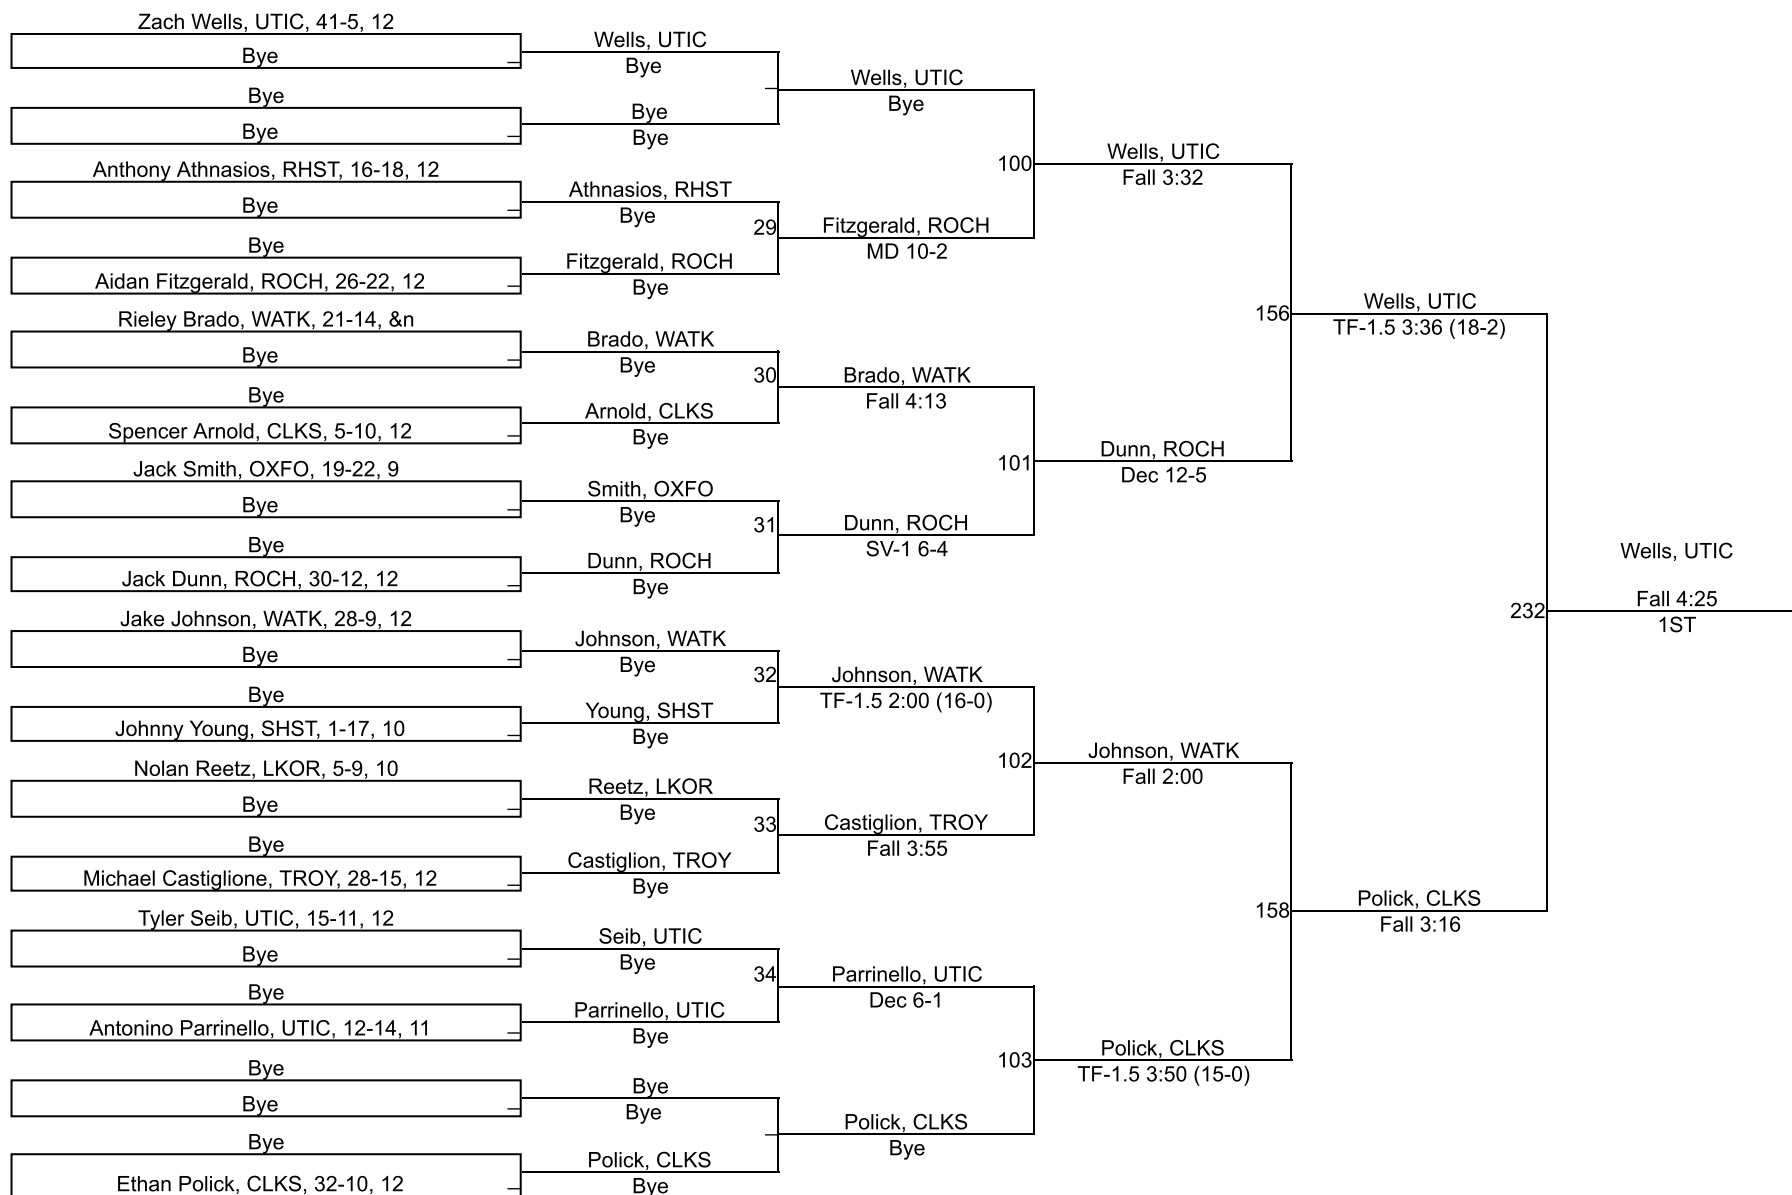 Zach Wells, UTIC, 41-5, 12
Bye
Bye
Bye
Anthony Athnasios, RHST, 16-18, 12
Bye
Bye
Aidan Fitzgerald, ROCH, 26-22, 12
Rieley Brado, WATK, 21-14, &n
Bye
Bye
Spencer Arnold, CLKS, 5-10, 12
Jack Smith, OXFO, 19-22, 9
Bye
Bye
Jack Dunn, ROCH, 30-12, 12
Jake Johnson, WATK, 28-9, 12
Bye
Bye
Johnny Young, SHST, 1-17, 10
Nolan Reetz, LKOR, 5-9, 10
Bye
Bye
Michael Castiglione, TROY, 28-15, 12
Tyler Seib, UTIC, 15-11, 12
Bye
Bye
Antonino Parrinello, UTIC, 12-14, 11
Bye
Bye
Bye
Ethan Polick, CLKS, 32-10, 12
Wells, UTIC
Bye
Bye
Bye
Athnasios, RHST
Bye
29
Fitzgerald, ROCH
Bye
Brado, WATK
Bye
30
Arnold, CLKS
Bye
Smith, OXFO
Bye
31
Dunn, ROCH
Bye
Johnson, WATK
Bye
32
Young, SHST
Bye
Reetz, LKOR
Bye
33
Castiglion, TROY
Bye
Seib, UTIC
Bye
34
Parrinello, UTIC
Bye
Bye
Bye
Polick, CLKS
Bye
Wells, UTIC
Bye
100
Fitzgerald, ROCH
MD 10-2
Brado, WATK
Fall 4:13
101
Dunn, ROCH
SV-1 6-4
Johnson, WATK
TF-1.5 2:00 (16-0)
102
Castiglion, TROY
Fall 3:55
Parrinello, UTIC
Dec 6-1
103
Polick, CLKS
Bye
Wells, UTIC
Fall 3:32
156
Dunn, ROCH
Dec 12-5
Johnson, WATK
Fall 2:00
158
Polick, CLKS
TF-1.5 3:50 (15-0)
Wells, UTIC
TF-1.5 3:36 (18-2)
232
Polick, CLKS
Fall 3:16
Wells, UTIC
Fall 4:25
1ST